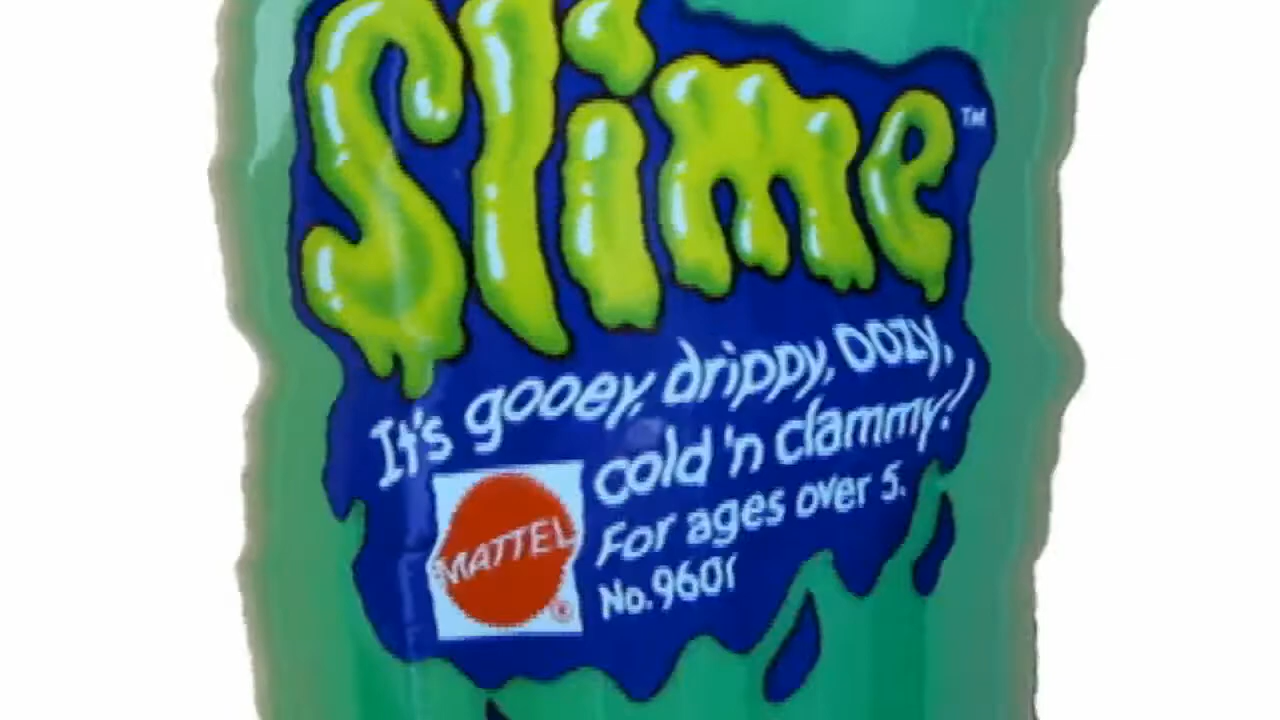 Slime™
It's gooey, drippy, oozy,
cold 'n clammy!
For ages over 5.
No.9601
MATTEL®